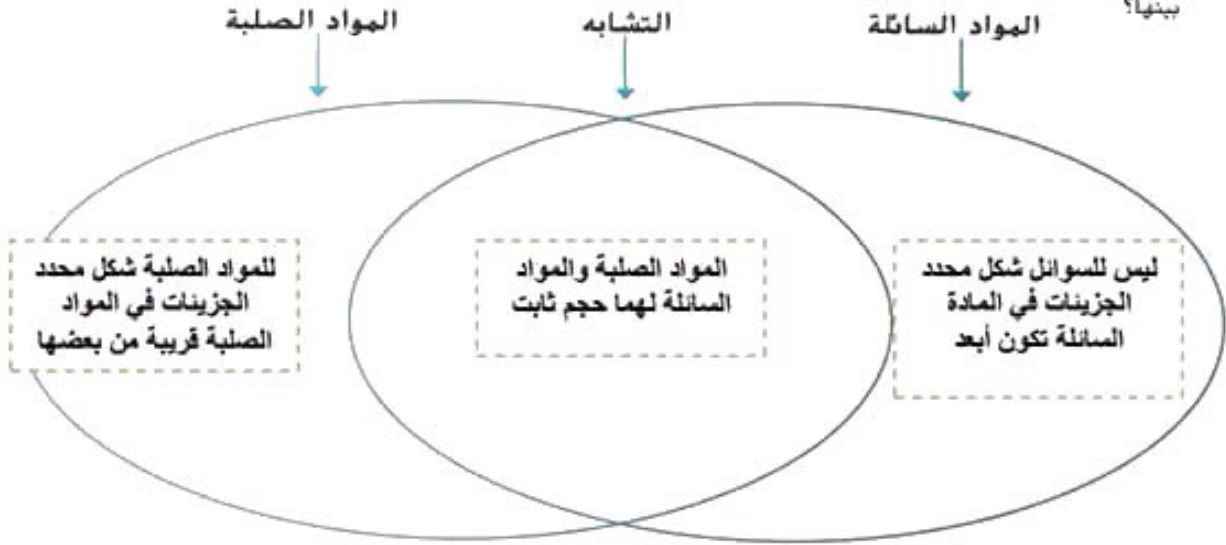 بينها؟
المواد السائلة
التشابه
المواد الصلبة
ليس للسوائل شكل محدد
الجزيئات في المادة
السائلة تكون أبعد
المواد الصلبة والمواد
السائلة لهما حجم ثابت
للمواد الصلبة شكل محدد
الجزيئات في المواد
الصلبة قريبة من بعضها